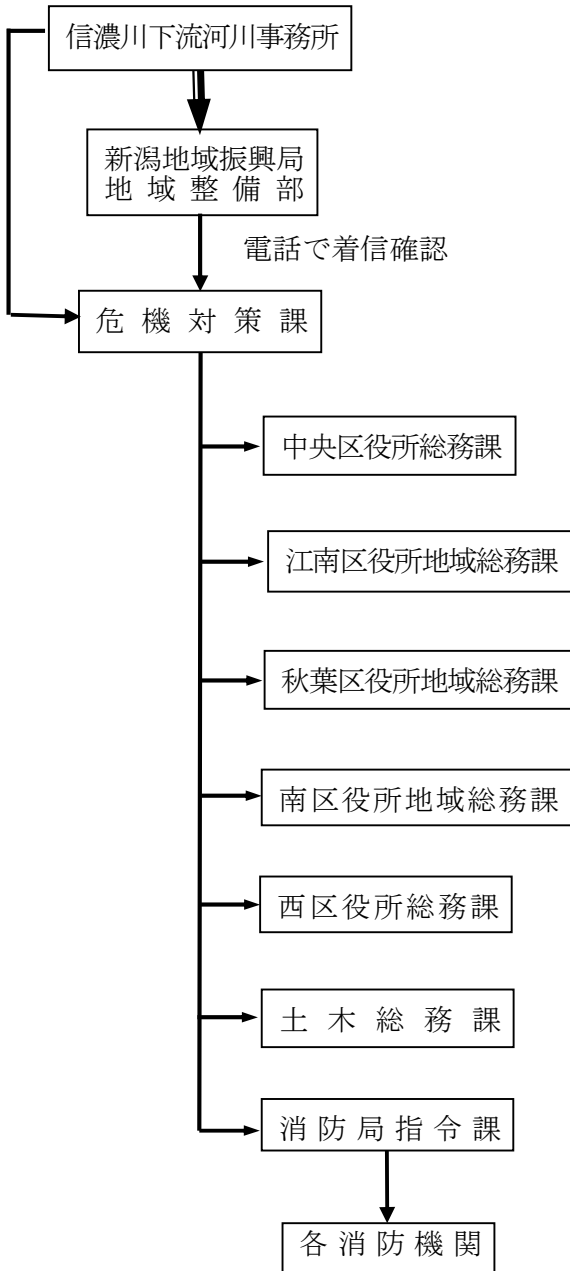 信濃川下流河川事務所
新潟地域振興局
地域整備部
電話で着信確認
危機対策課
中央区役所総務課
江南区役所地域総務課
秋葉区役所地域総務課
南区役所地域総務課
西区役所総務課
土木総務課
消防局指令課
各消防機関